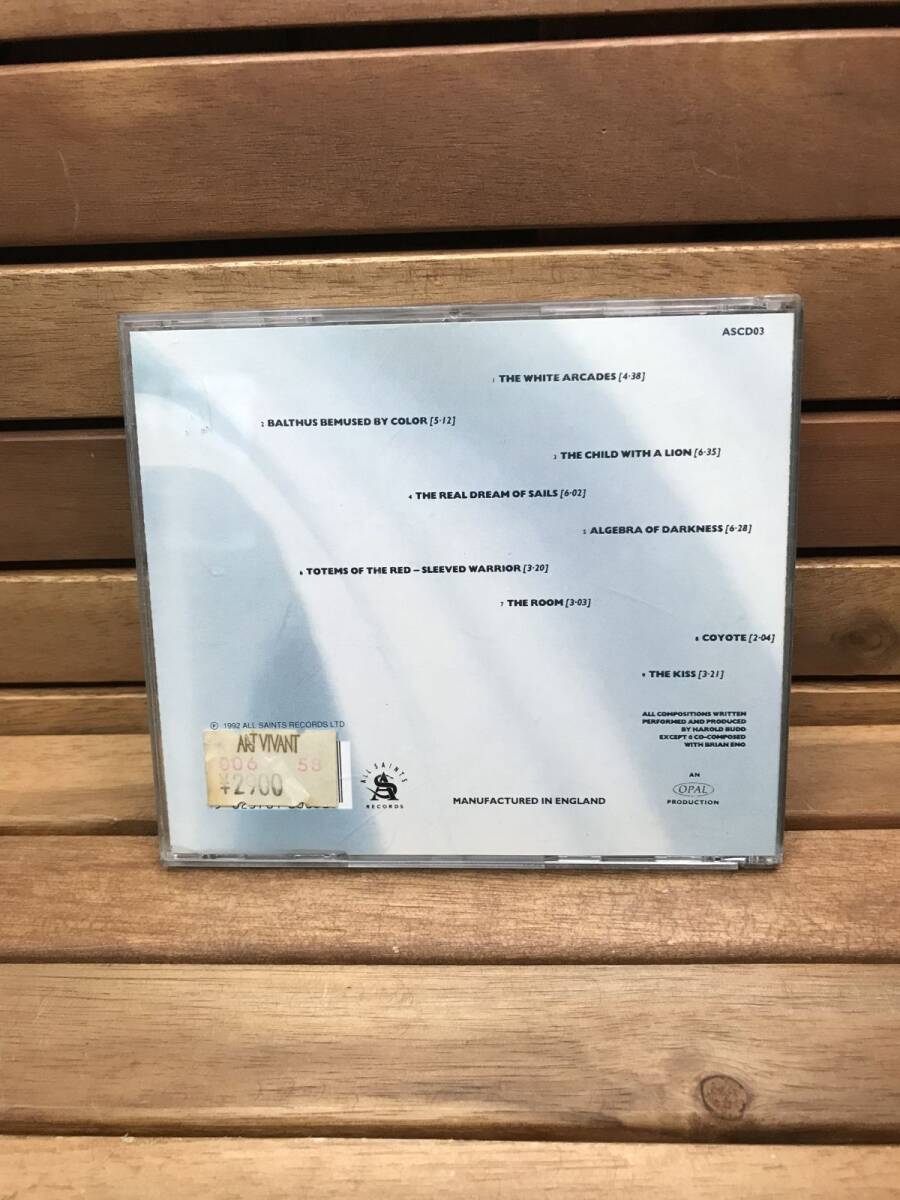 ASCD03
1 THE WHITE ARCADES [4·38]
2 BALTHUS BEMUSED BY COLOR [5·12]
3 THE CHILD WITH A LION [6·35]
4 THE REAL DREAM OF SAILS [6·02]
5 ALGEBRA OF DARKNESS [6·28]
6 TOTEMS OF THE RED – SLEEVED WARRIOR [3·20]
7 THE ROOM [3·03]
8 COYOTE [2·04]
9 THE KISS [3·21]
ALL COMPOSITIONS WRITTEN
PERFORMED AND PRODUCED
BY HAROLD BUDD
EXCEPT 6 CO-COMPOSED
WITH BRIAN ENO
℗ 1992 ALL SAINTS RECORDS LTD
ART VIVANT
006 58
¥2900
ALL SAINTS
RECORDS
MANUFACTURED IN ENGLAND
AN
OPAL
PRODUCTION